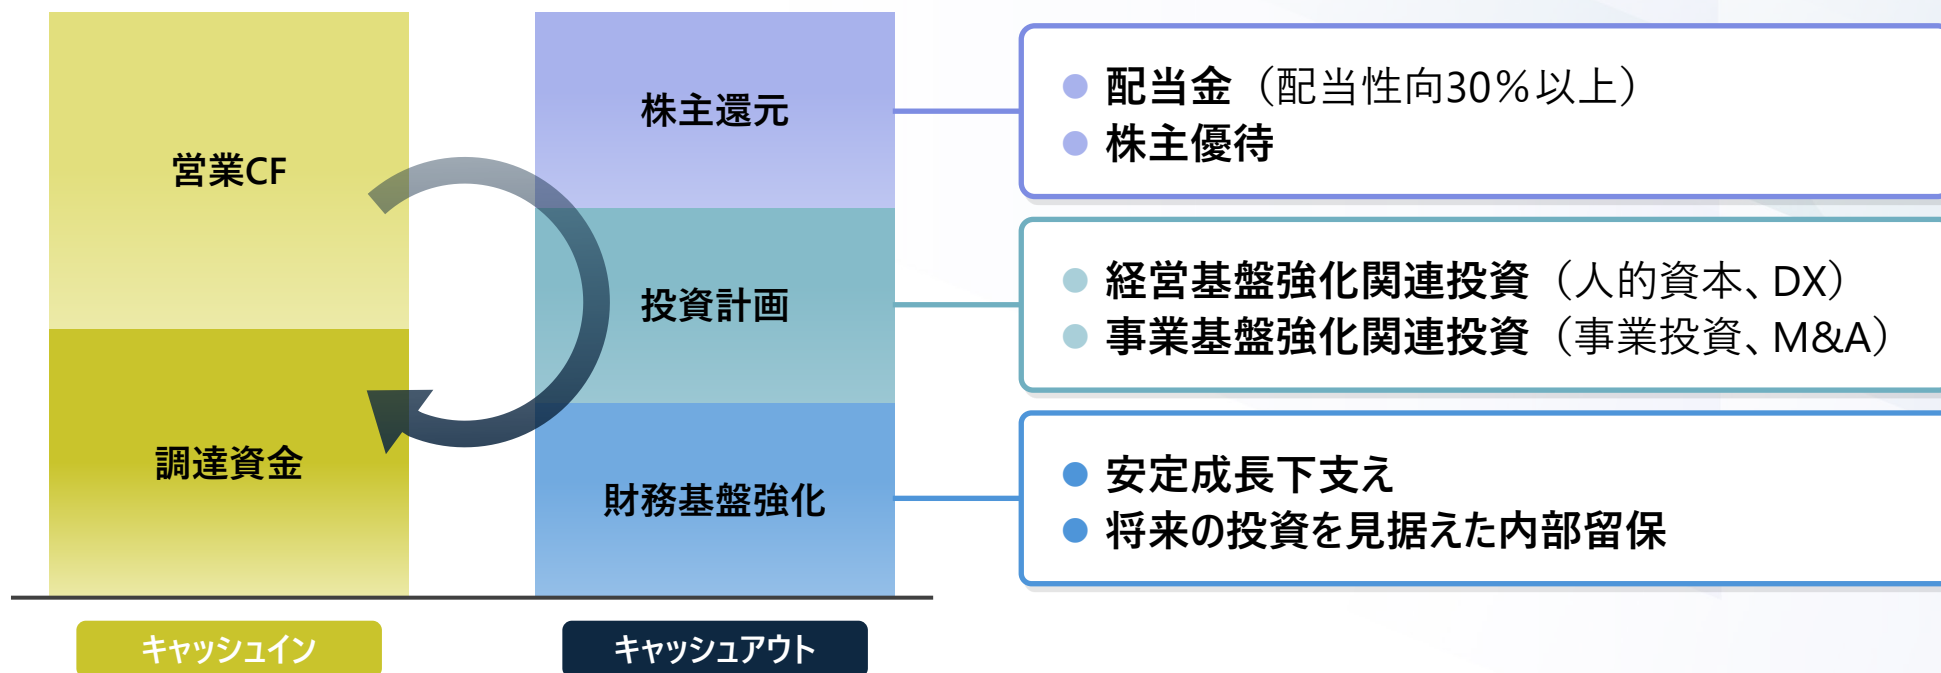 営業CF
調達資金
キャッシュイン
株主還元
投資計画
財務基盤強化
キャッシュアウト
配当金（配当性向30％以上）
株主優待
経営基盤強化関連投資（人的資本、DX）
事業基盤強化関連投資（事業投資、M&A）
安定成長下支え
将来の投資を見据えた内部留保